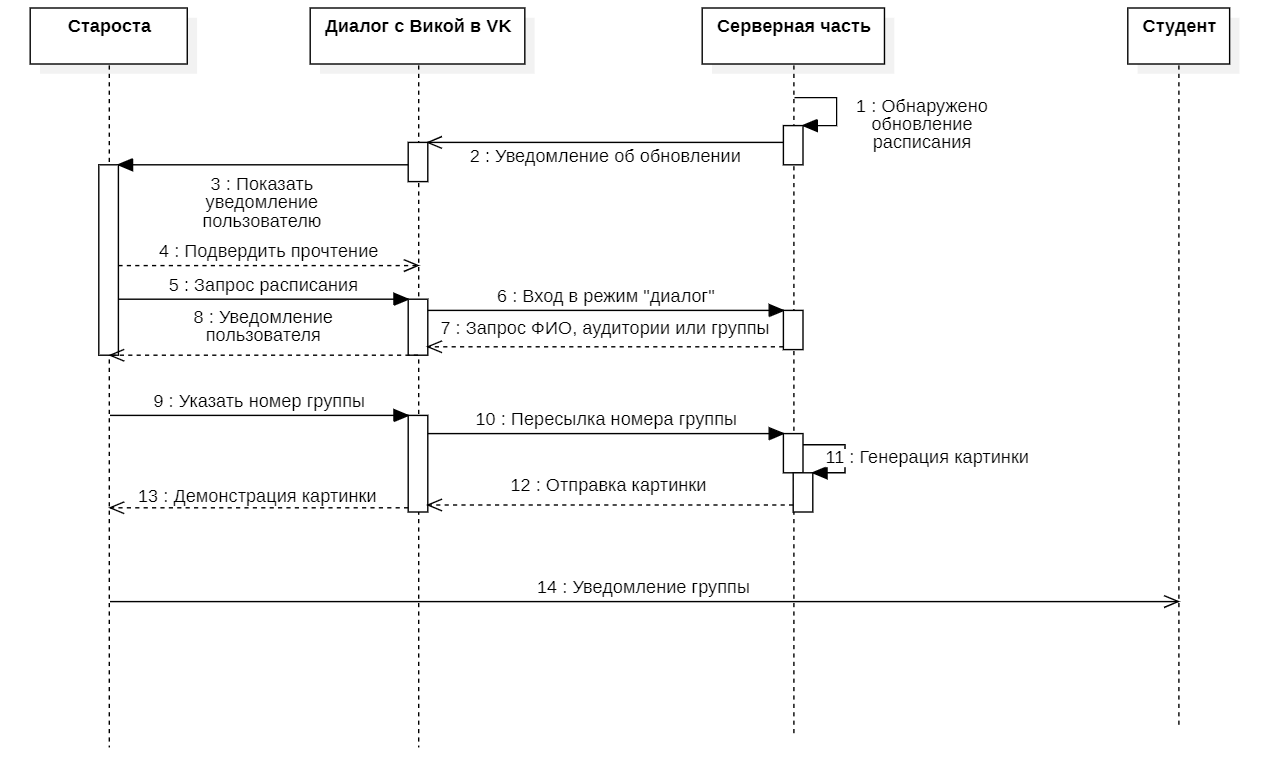 Староста
Диалог с Викой в VK
Серверная часть
Студент
1 : Обнаружено
обновление
расписания
2 : Уведомление об обновлении
3 : Показать
уведомление
пользователю
4 : Подвердить прочтение
5 : Запрос расписания
6 : Вход в режим "диалог"
7 : Запрос ФИО, аудитории или группы
8 : Уведомление
пользователя
9 : Указать номер группы
10 : Пересылка номера группы
11 : Генерация картинки
12 : Отправка картинки
13 : Демонстрация картинки
14 : Уведомление группы